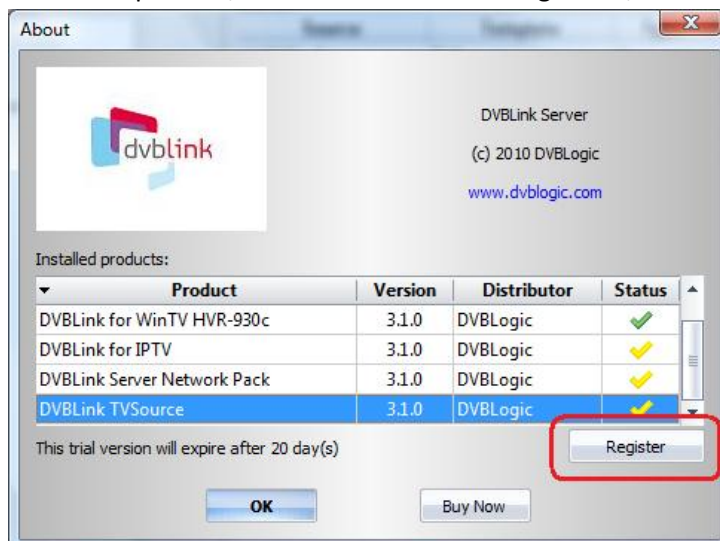 About
dvblink
DVBLink Server
(c) 2010 DVBLogic
www.dvblogic.com
Installed products:
Product Version Distributor Status
DVBLink for WinTV HVR-930c 3.1.0 DVBLogic
DVBLink for IPTV 3.1.0 DVBLogic
DVBLink Server Network Pack 3.1.0 DVBLogic
DVBLink TVSource 3.1.0 DVBLogic
This trial version will expire after 20 day(s)
Register
OK Buy Now